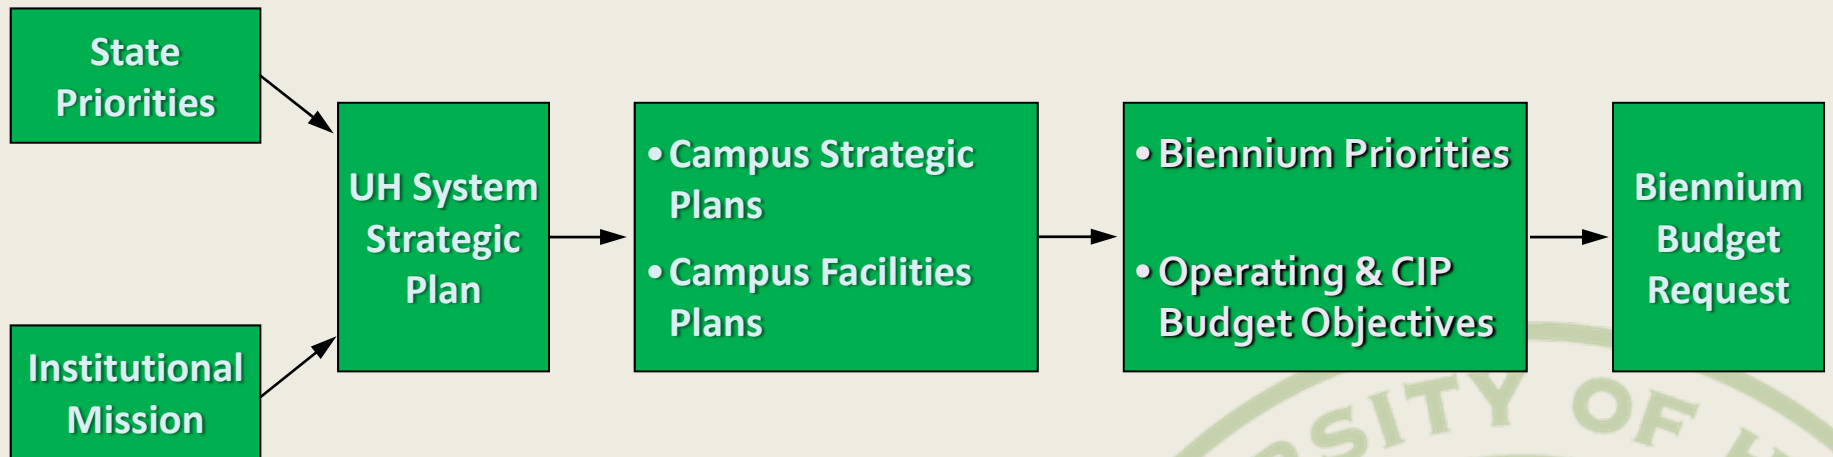 State
Priorities
Institutional
Mission
UH System
Strategic
Plan
•Campus Strategic
Plans
•Campus Facilities
Plans
•Biennium Priorities
•Operating & CIP
Budget Objectives
Biennium
Budget
Request
OF